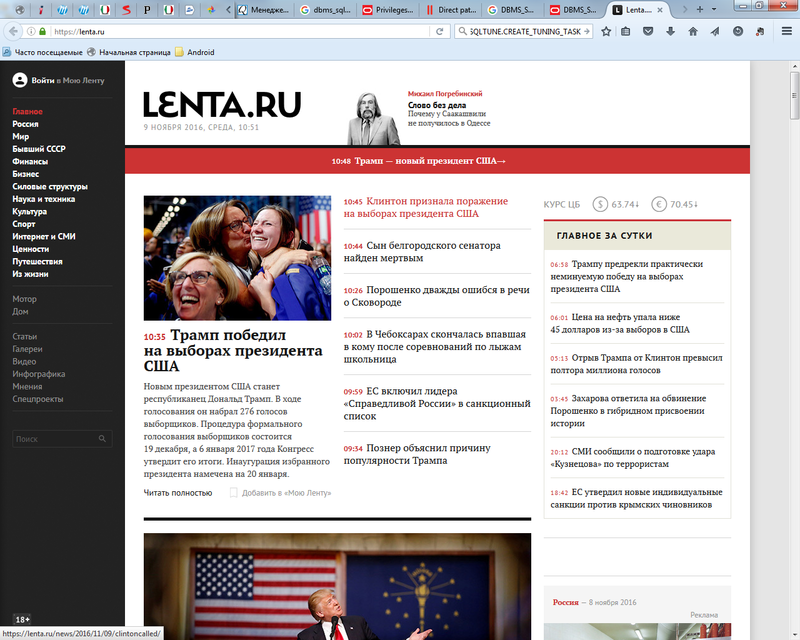 Менедже...
dbms_sql...
Privileges...
Direct pat...
DBMS_S...
DBMS_S...
Lenta....
https://lenta.ru
SQLTUNE.CREATE_TUNING_TASK
Часто посещаемые
Начальная страница
Android
Войти в Мою Ленту
Главное
Россия
Мир
Бывший СССР
Финансы
Бизнес
Силовые структуры
Наука и техника
Культура
Спорт
Интернет и СМИ
Ценности
Путешествия
Из жизни
Мотор
Дом
Статьи
Галереи
Видео
Инфографика
Мнения
Спецпроекты
Поиск
18+
LENTA.RU
9 НОЯБРЯ 2016, СРЕДА, 10:51
Михаил Погребинский
Слово без дела
Почему у Саакашвили
не получилось в Одессе
10:48 Трамп — новый президент США→
10:35 Трамп победил
на выборах президента
США
Новым президентом США станет
республиканец Дональд Трамп. В ходе
голосования он набрал 276 голосов
выборщиков. Процедура формального
голосования выборщиков состоится
19 декабря, а 6 января 2017 года Конгресс
утвердит его итоги. Инаугурация избранного
президента намечена на 20 января.
Читать полностью
Добавить в «Мою Ленту»
10:45 Клинтон признала поражение
на выборах президента США
10:44 Сын белгородского сенатора
найден мертвым
10:26 Порошенко дважды ошибся в речи
о Сковороде
10:02 В Чебоксарах скончалась впавшая
в кому после соревнований по лыжам
школьница
09:59 ЕС включил лидера
«Справедливой России» в санкционный
список
09:34 Познер объяснил причину
популярности Трампа
КУРС ЦБ $ 63.74↓ € 70.45↓
ГЛАВНОЕ ЗА СУТКИ
06:58 Трампу предрекли практически
неминуемую победу на выборах
президента США
06:01 Цена на нефть упала ниже
45 долларов из-за выборов в США
05:13 Отрыв Трампа от Клинтон превысил
полтора миллиона голосов
03:45 Захарова ответила на обвинение
Порошенко в гибридном присвоении
истории
20:12 СМИ сообщили о подготовке удара
«Кузнецова» по террористам
18:42 ЕС утвердил новые индивидуальные
санкции против крымских чиновников
Россия – 8 ноября 2016
Реклама
https://lenta.ru/news/2016/11/09/clintoncalled/